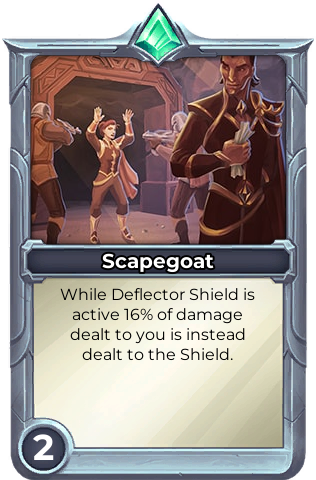 Scapegoat
While Deflector Shield is
active 16% of damage
dealt to you is instead
dealt to the Shield.
2